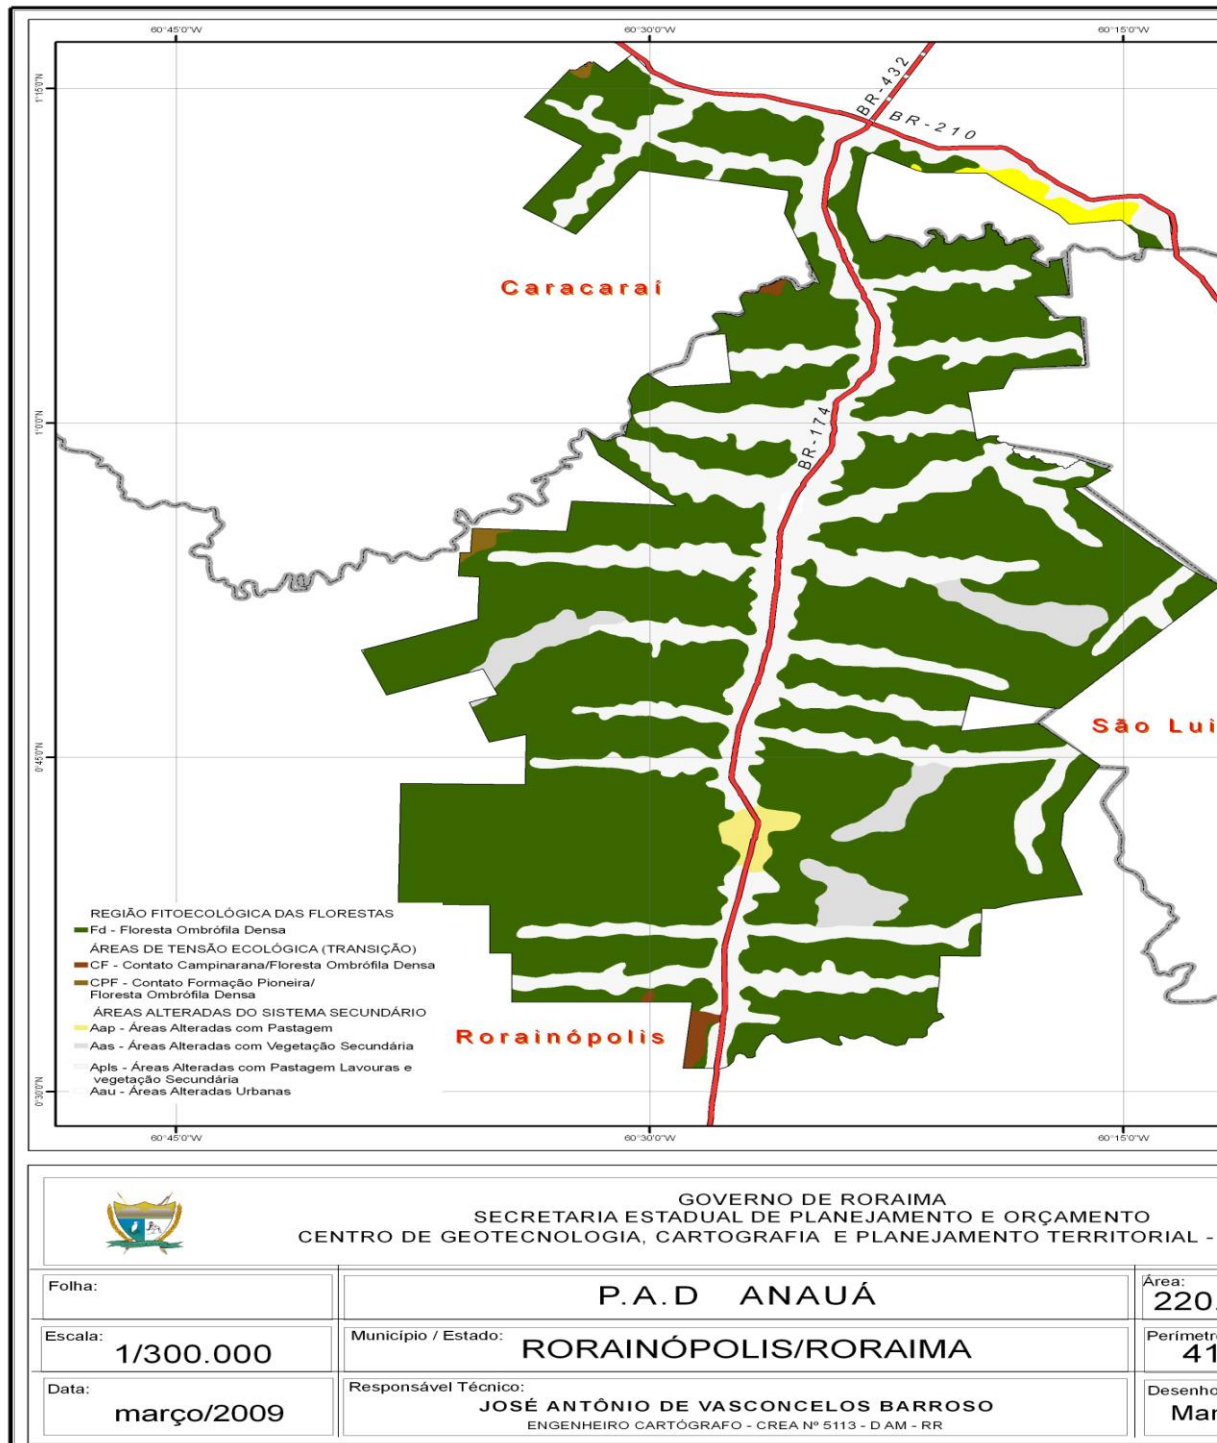 60°45'0"W 60°30'0"W 60°15'0"W
1°15'0"N
BR-432
BR-210
Caracaraí
1°0'0"N
BR-174
São Lui
0°45'0"N
REGIÃO FITOECOLÓGICA DAS FLORESTAS
Fd - Floresta Ombrófila Densa
ÁREAS DE TENSÃO ECOLÓGICA (TRANSIÇÃO)
CF - Contato Campinarana/Floresta Ombrófila Densa
CPF - Contato Formação Pioneira/
Floresta Ombrófila Densa
ÁREAS ALTERADAS DO SISTEMA SECUNDÁRIO
Aap - Áreas Alteradas com Pastagem
Aas - Áreas Alteradas com Vegetação Secundária
Apls - Áreas Alteradas com Pastagem Lavouras e
vegetação Secundária
Aau - Áreas Alteradas Urbanas
Rorainópolis
0°30'0"N
60°45'0"W 60°30'0"W 60°15'0"W
GOVERNO DE RORAIMA
SECRETARIA ESTADUAL DE PLANEJAMENTO E ORÇAMENTO
CENTRO DE GEOTECNOLOGIA, CARTOGRAFIA E PLANEJAMENTO TERRITORIAL -
Folha:
P.A.D ANAUÁ
Área:
220.
Escala:
1/300.000
Município / Estado:
RORAINÓPOLIS/RORAIMA
Perímetr
41
Data:
março/2009
Responsável Técnico:
JOSÉ ANTÔNIO DE VASCONCELOS BARROSO
ENGENHEIRO CARTÓGRAFO - CREA Nº 5113 - D AM - RR
Desenho
Mar